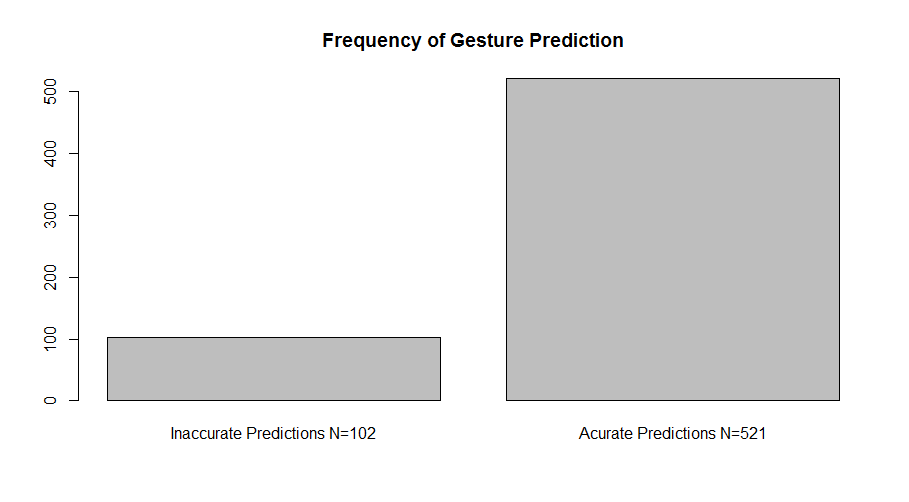 Frequency of Gesture Prediction
500
400
300
200
100
0
Inaccurate Predictions N=102
Acurate Predictions N=521